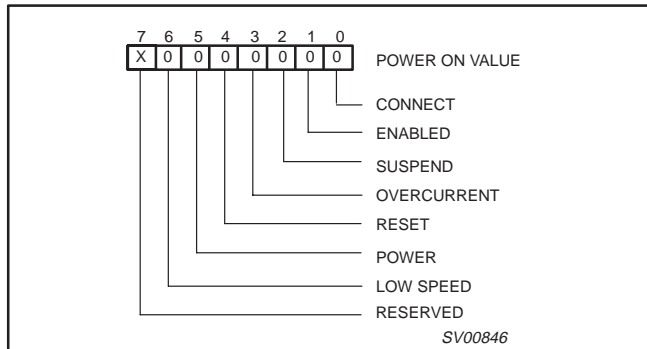 7 6 5 4 3 2 1 0
X 0 0 0 0 0 0 0 POWER ON VALUE
CONNECT
ENABLED
SUSPEND
OVERCURRENT
RESET
POWER
LOW SPEED
RESERVED
SV00846